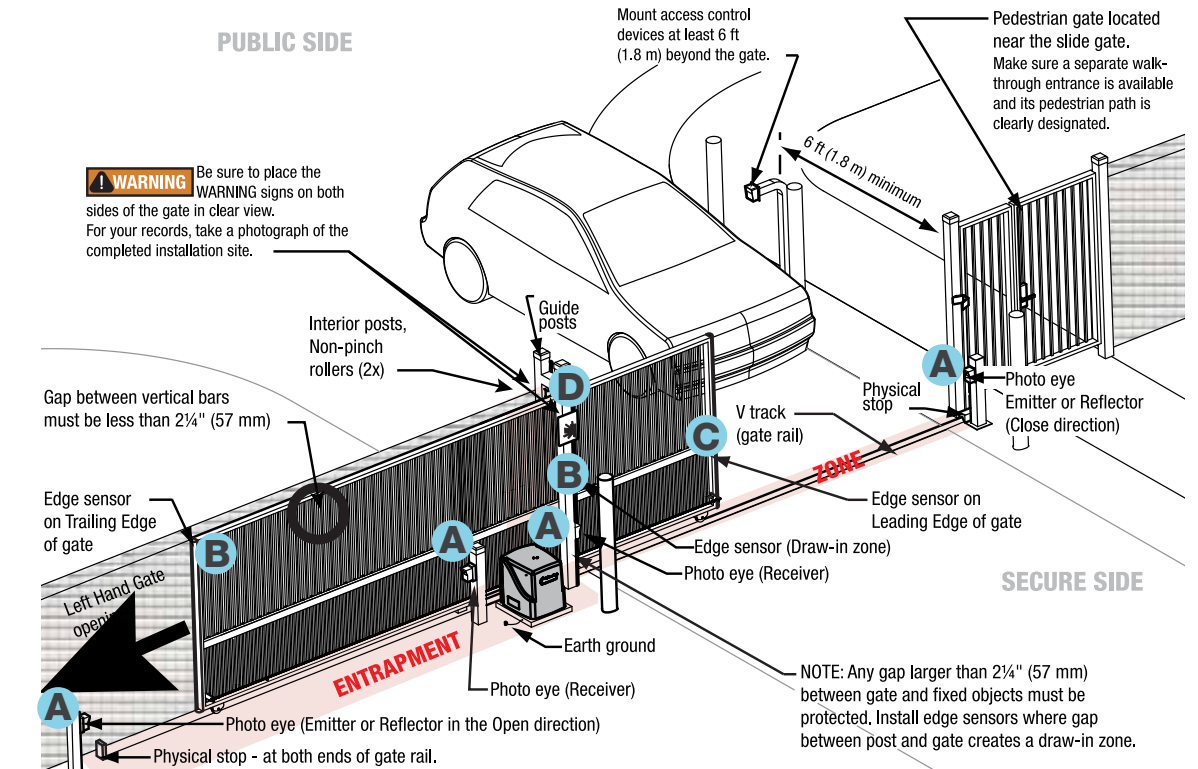 PUBLIC SIDE
Mount access control
devices at least 6 ft
(1.8 m) beyond the gate.
Pedestrian gate located
near the slide gate.
Make sure a separate walk-
through entrance is available
and its pedestrian path is
clearly designated.
6 ft (1.8 m) minimum
WARNING Be sure to place the
WARNING signs on both
sides of the gate in clear view.
For your records, take a photograph of the
completed installation site.
Guide
posts
Interior posts,
Non-pinch
rollers (2x)
Gap between vertical bars
must be less than 2¼" (57 mm)
D
A
Physical
stop
Photo eye
Emitter or Reflector
(Close direction)
V track
(gate rail)
C
ZONE
Edge sensor
on Trailing Edge
of gate
B
B
A
A
Edge sensor on
Leading Edge of gate
Edge sensor (Draw-in zone)
Photo eye (Receiver)
SECURE SIDE
Left Hand Gate
Earth ground
ENTRAPMENT
Photo eye (Receiver)
NOTE: Any gap larger than 2¼" (57 mm)
between gate and fixed objects must be
protected. Install edge sensors where gap
between post and gate creates a draw-in zone.
A
Photo eye (Emitter or Reflector in the Open direction)
Physical stop - at both ends of gate rail.